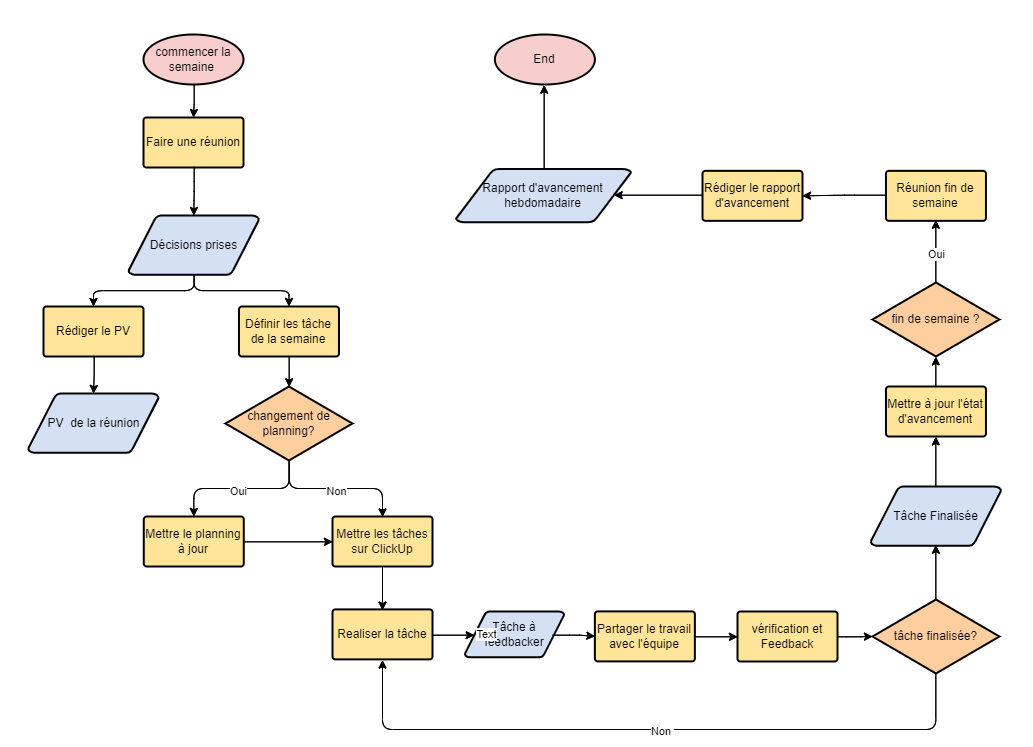 commencer la
semaine
Faire une réunion
Décisions prises
Rédiger le PV
PV de la réunion
Définir les tâche
de la semaine
changement de
planning?
Oui
Non
Mettre le planning
à jour
Mettre les tâches
sur ClickUp
Realiser la tâche
Text
Tâche à
feedbacker
Partager le travail
avec l'équipe
vérification et
Feedback
tâche finalisée?
Non
Tâche Finalisée
Mettre à jour l'état
d'avancement
fin de semaine ?
Oui
Réunion fin de
semaine
Rédiger le rapport
d'avancement
Rapport d'avancement
hebdomadaire
End